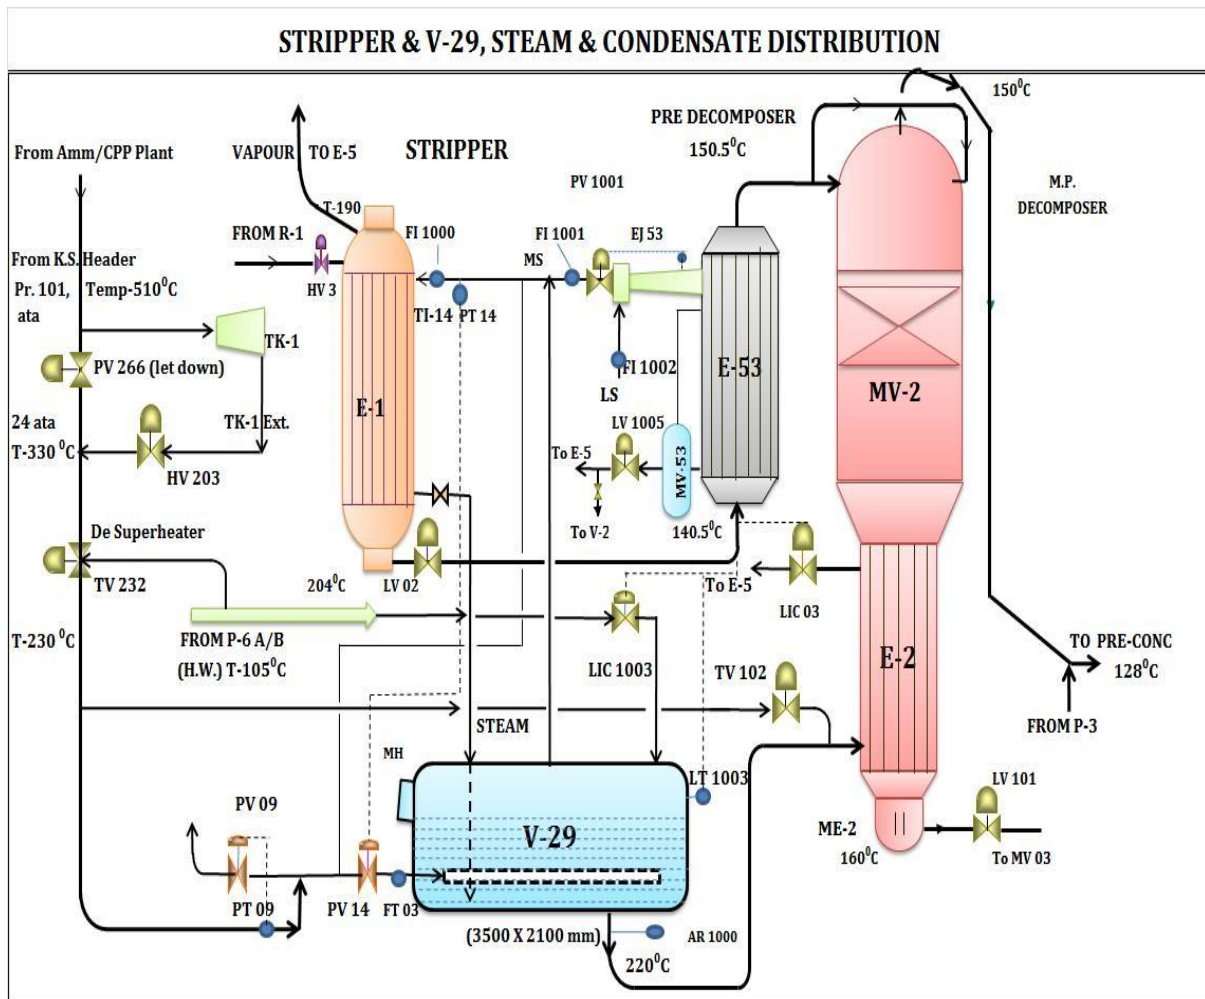 STRIPPER & V-29, STEAM & CONDENSATE DISTRIBUTION
From Amm/CPP Plant
VAPOUR TO E-5
STRIPPER
PRE DECOMPOSER
150.5⁰C
150⁰C
M.P.
DECOMPOSER
T-190
FROM R-1
HV 3
FI 1000
TI-14 PT 14
MS
FI 1001
PV 1001
EJ 53
FI 1002
LS
From K.S. Header
Pr. 101, Temp-510⁰C
ata
TK-1
PV 266 (let down)
TK-1 Ext.
24 ata
T-330 ⁰C
HV 203
E-1
E-53
MV-2
LV 1005
To E-5
To V-2
MV-53
140.5⁰C
De Superheater
TV 232
204⁰C
LV 02
To E-5
LIC 03
FROM P-6 A/B
(H.W.) T-105⁰C
T-230 ⁰C
LIC 1003
E-2
TV 102
TO PRE-CONC
128⁰C
FROM P-3
STEAM
MH
LT 1003
V-29
PV 09
PT 09
PV 14
FT 03
(3500 X 2100 mm)
AR 1000
220⁰C
ME-2
160⁰C
LV 101
To MV 03